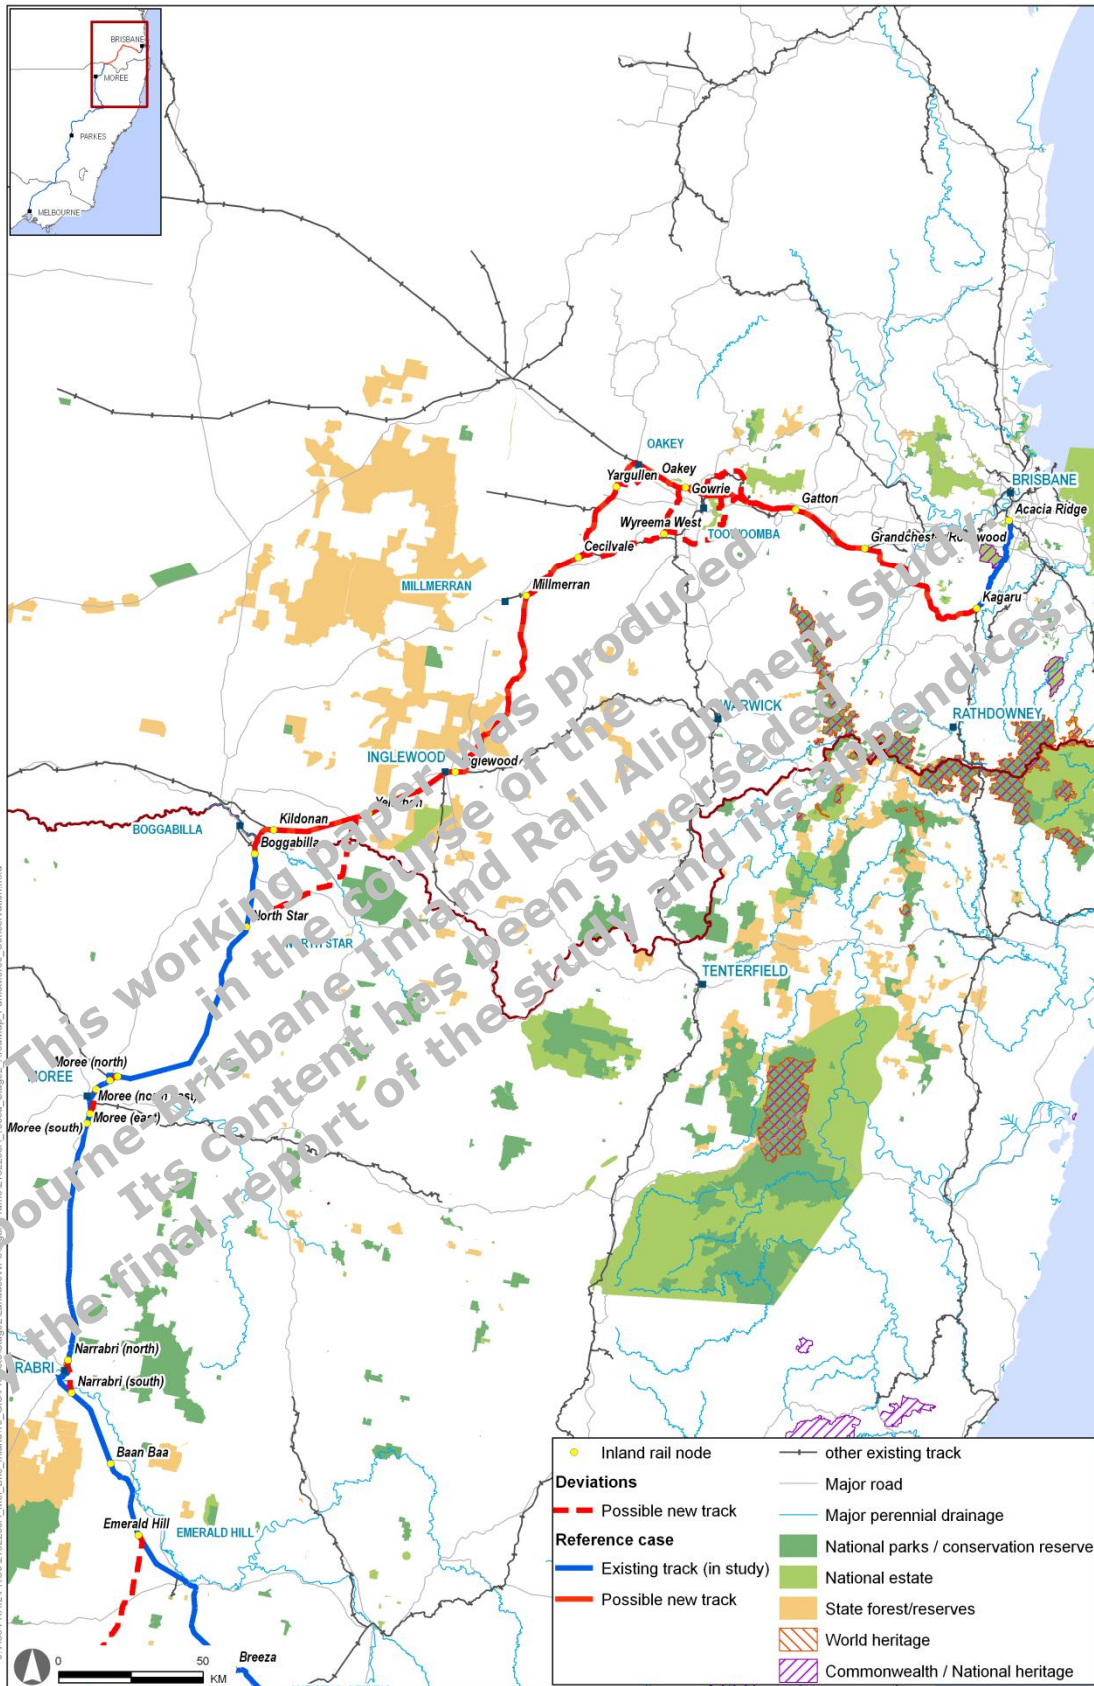 BRISBANE
MOREE
PARKES
MELBOURNE
OAKEY
Yargullen
Oakey
Gowrie
BRISBANE
Gatton
Acacia Ridge
Wyreema West
TOOWOOMBA
Cecilvale
MILLMERRAN
Millmerran
Kagaru
WARWICK
RATHDOWNEY
INGLEWOOD
Kildonan
BOGGABILLA
Boggabilla
North Star
NORTH STAR
TENTERFIELD
Moree (north)
MOREE
Moree (east)
Moree (south)
Narrabri (north)
RABRI
Narrabri (south)
Baan Baa
Emerald Hill
EMERALD HILL
Breeza
This working paper was produced
in the course of the
bourne-Brisbane Inland Rail Alignment Study.
Its content has been superseded
y the final report of the study and its appendices.
Inland rail node
Deviations
Possible new track
Reference case
Existing track (in study)
Possible new track
other existing track
Major road
Major perennial drainage
National parks / conservation reserve
National estate
State forest/reserves
World heritage
Commonwealth / National heritage
0 50
KM